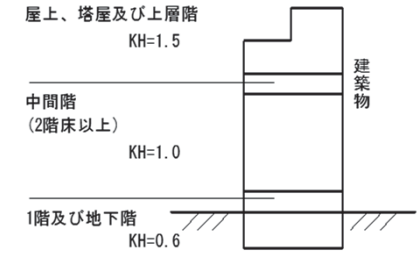 屋上、塔屋及び上層階
KH=1.5
建築物
中間階
(2階床以上)
KH=1.0
1階及び地下階
KH=0.6